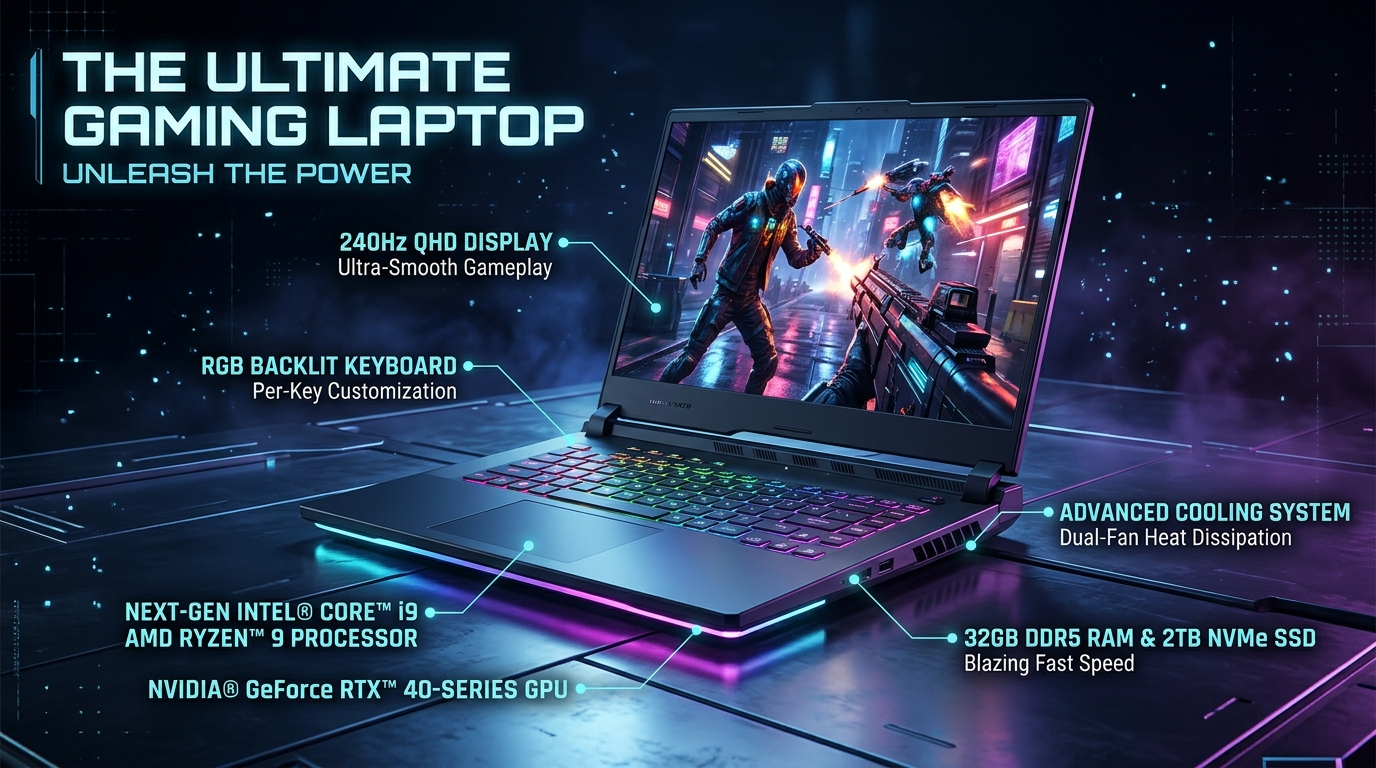 THE ULTIMATE
GAMING LAPTOP
UNLEASH THE POWER
240Hz QHD DISPLAY
Ultra-Smooth Gameplay
RGB BACKLIT KEYBOARD
Per-Key Customization
ADVANCED COOLING SYSTEM
Dual-Fan Heat Dissipation
NEXT-GEN INTEL® CORE™ i9
AMD RYZEN™ 9 PROCESSOR
32GB DDR5 RAM & 2TB NVMe SSD
Blazing Fast Speed
NVIDIA® GeForce RTX™ 40-SERIES GPU